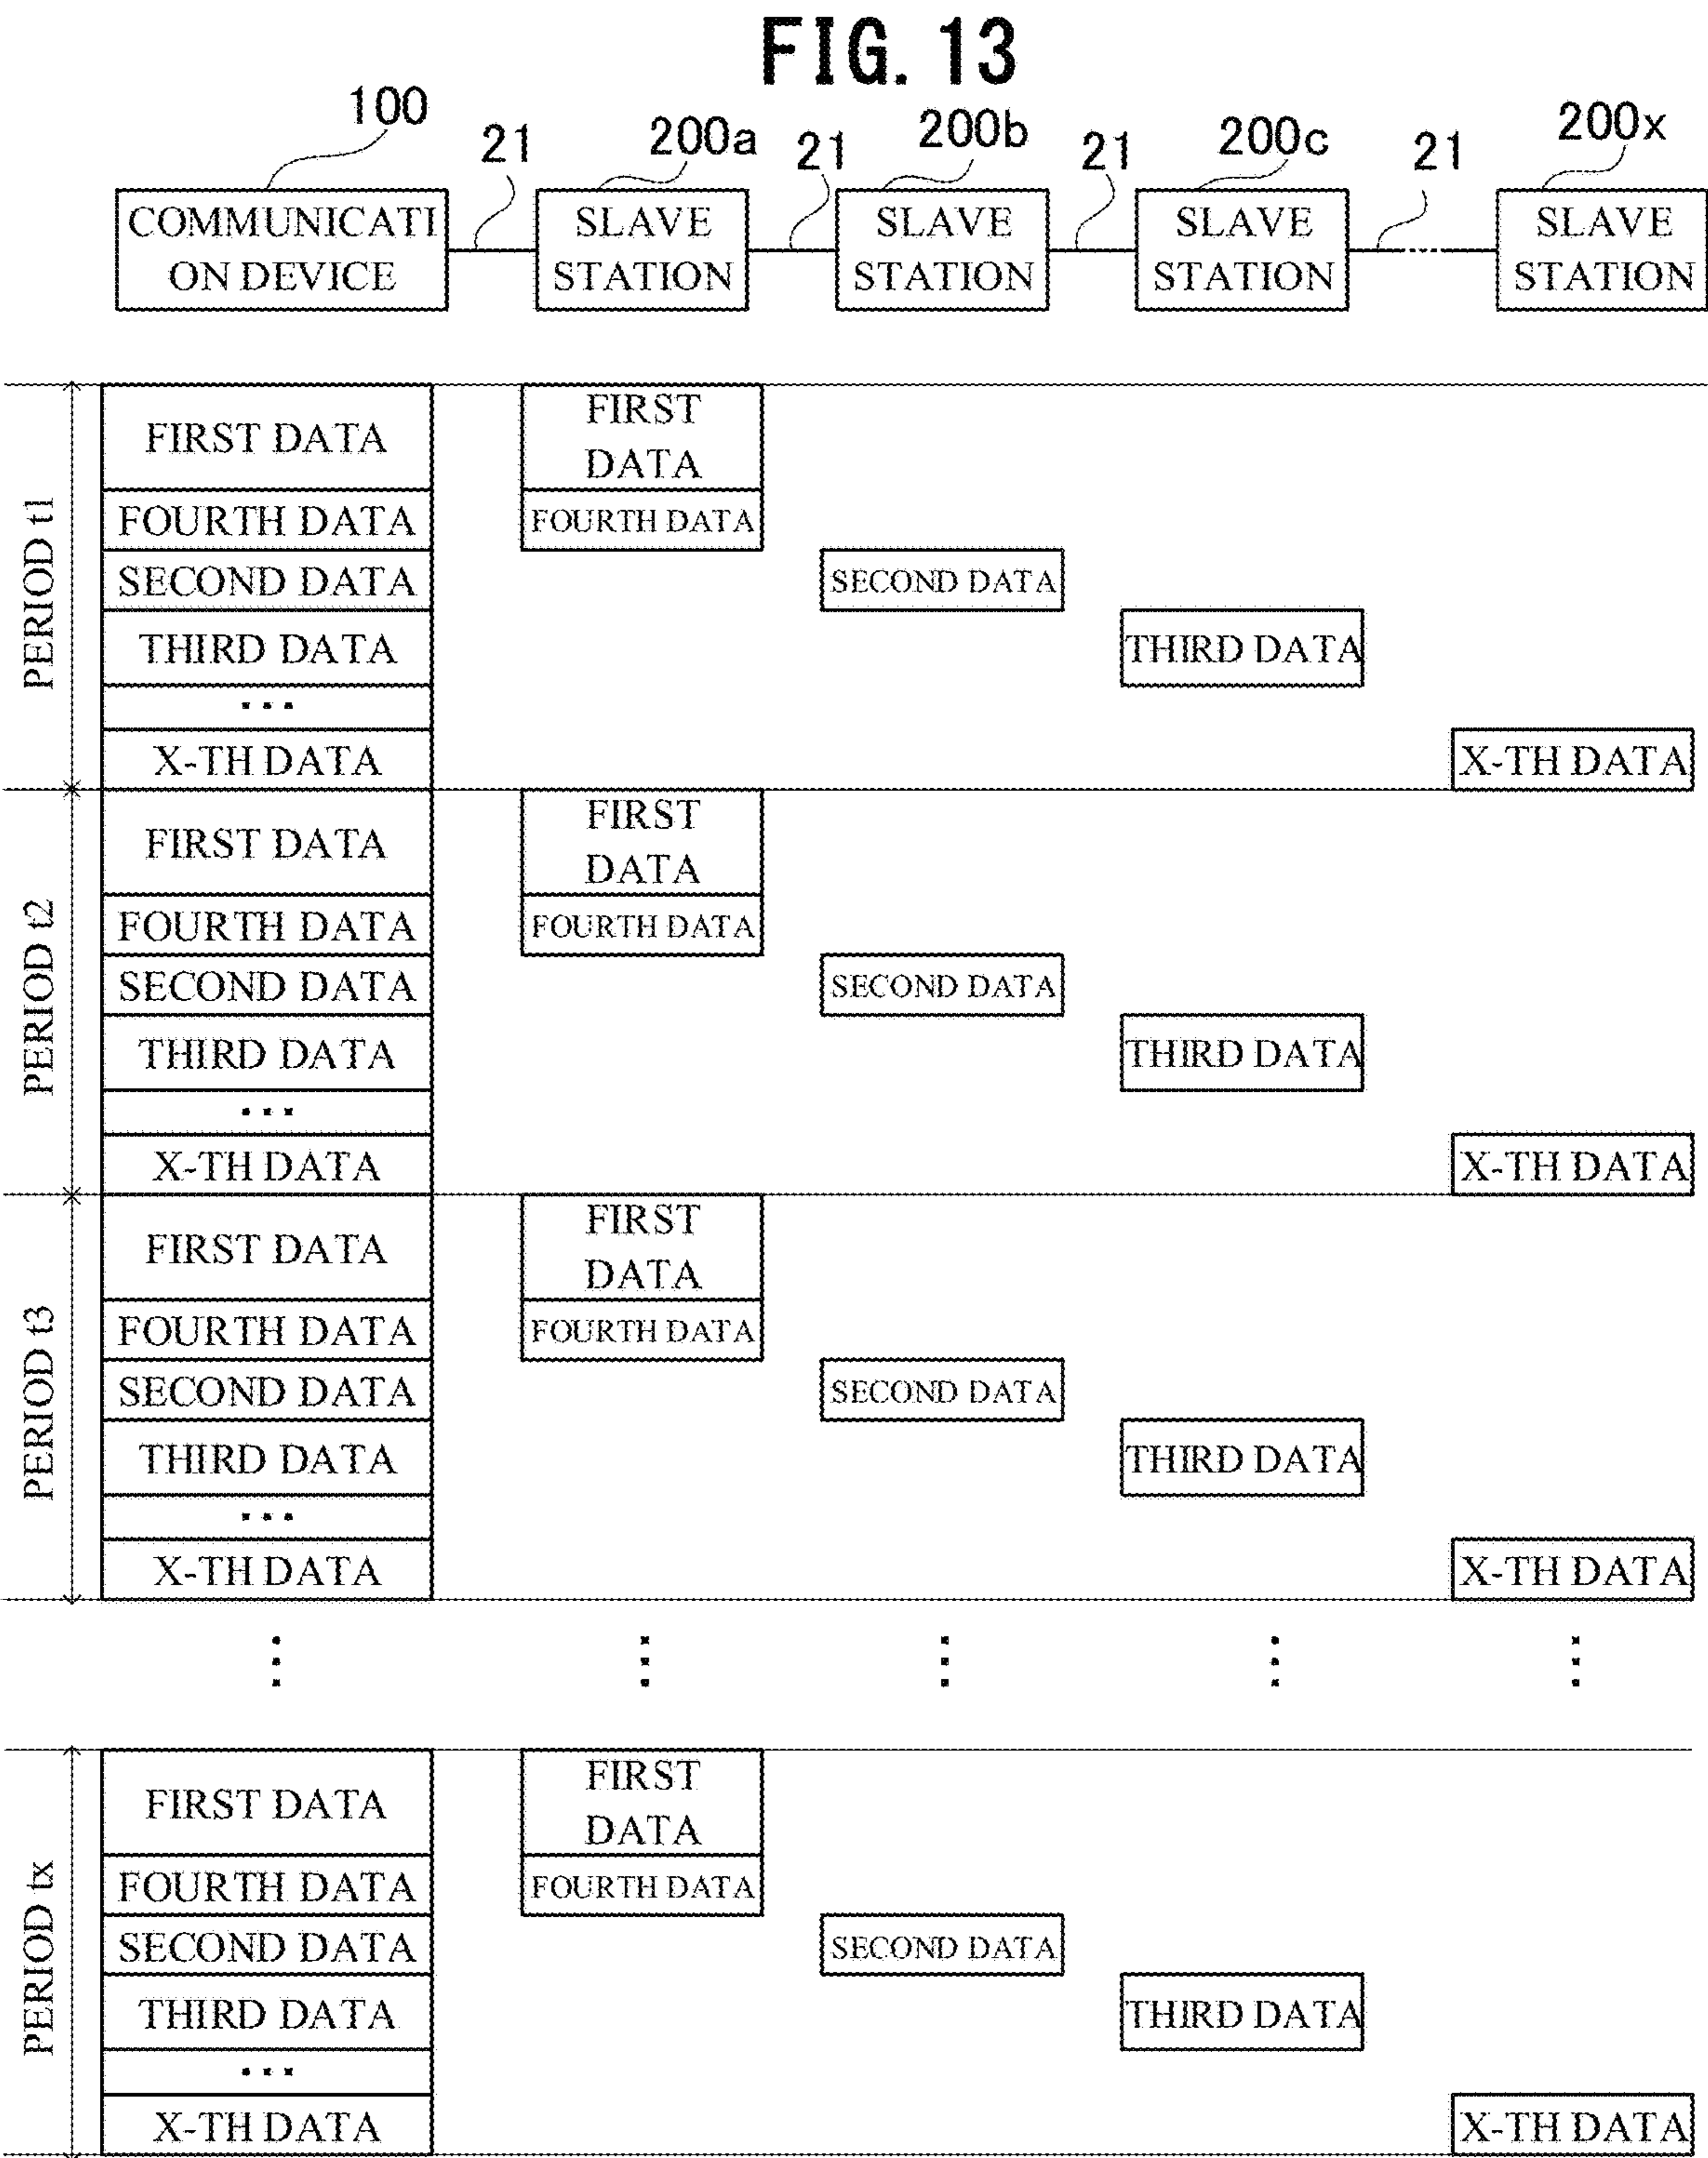 FIG. 13
100 21 200a 21 200b 21 200c 21 200x
COMMUNICATI SLAVE SLAVE SLAVE SLAVE
ON DEVICE STATION STATION STATION STATION
PERIOD t1
FIRST DATA
FIRST
DATA
FOURTH DATA FOURTH DATA
SECOND DATA SECOND DATA
THIRD DATA THIRD DATA
...
X-TH DATA X-TH DATA
PERIOD t2
FIRST DATA
FIRST
DATA
FOURTH DATA FOURTH DATA
SECOND DATA SECOND DATA
THIRD DATA THIRD DATA
...
X-TH DATA X-TH DATA
PERIOD t3
FIRST DATA
FIRST
DATA
FOURTH DATA FOURTH DATA
SECOND DATA SECOND DATA
THIRD DATA THIRD DATA
...
X-TH DATA X-TH DATA
PERIOD tx
FIRST DATA
FIRST
DATA
FOURTH DATA FOURTH DATA
SECOND DATA SECOND DATA
THIRD DATA THIRD DATA
...
X-TH DATA X-TH DATA